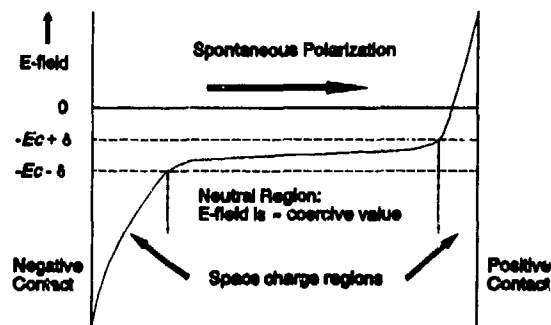 E-field
Spontaneous Polarization
0
-Ec + δ
-Ec - δ
Neutral Region:
E-field is ~ coercive value
Negative
Contact
Space charge regions
Positive
Contact